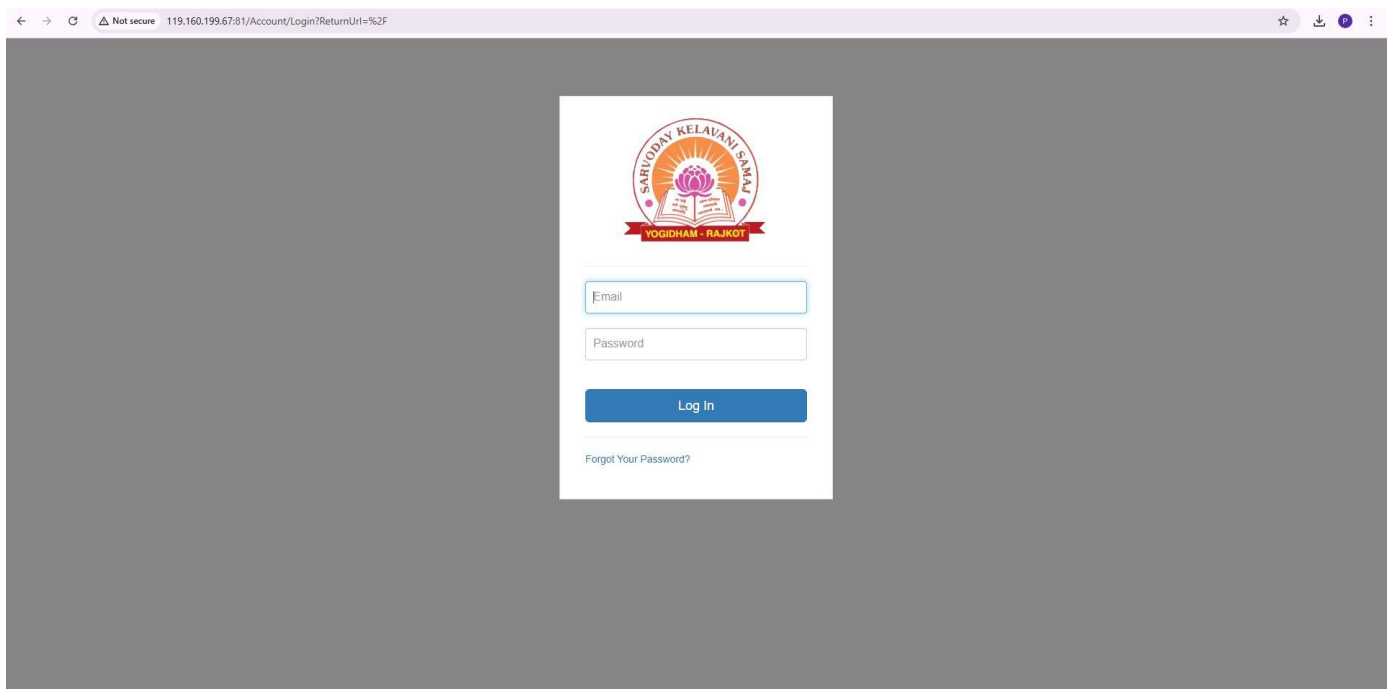 Not secure
119.160.199.67:81/Account/Login?ReturnUrl=%2F
P
SARVODAY KELAVANI SAMAJ
YOGIDHAM - RAJKOT
Email
Password
Log In
Forgot Your Password?